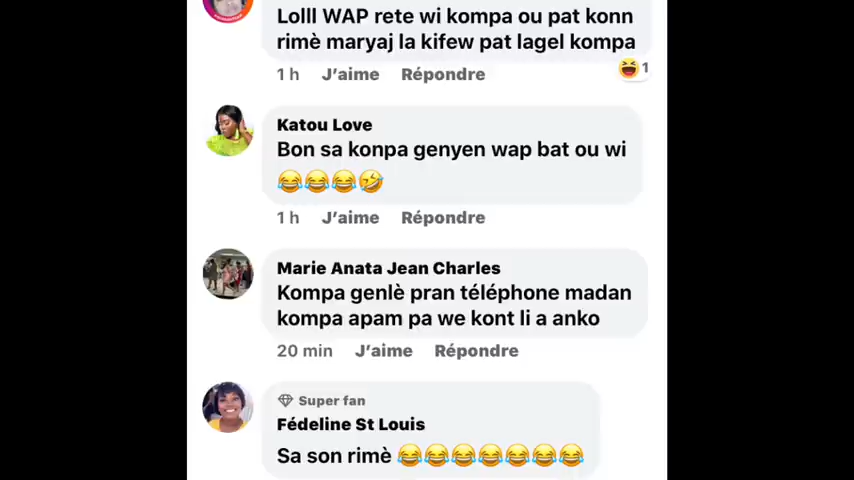 Lolll WAP rete wi kompa ou pat konn
rimè maryaj la kifew pat lagel kompa
1 h J'aime Répondre
1
Katou Love
Bon sa konpa genyen wap bat ou wi
😂😂😂🤣
1 h J'aime Répondre
Marie Anata Jean Charles
Kompa genlè pran téléphone madan
kompa apam pa we kont li a anko
20 min J'aime Répondre
Super fan
Fédeline St Louis
Sa son rimè 😂😂😂😂😂😂😂